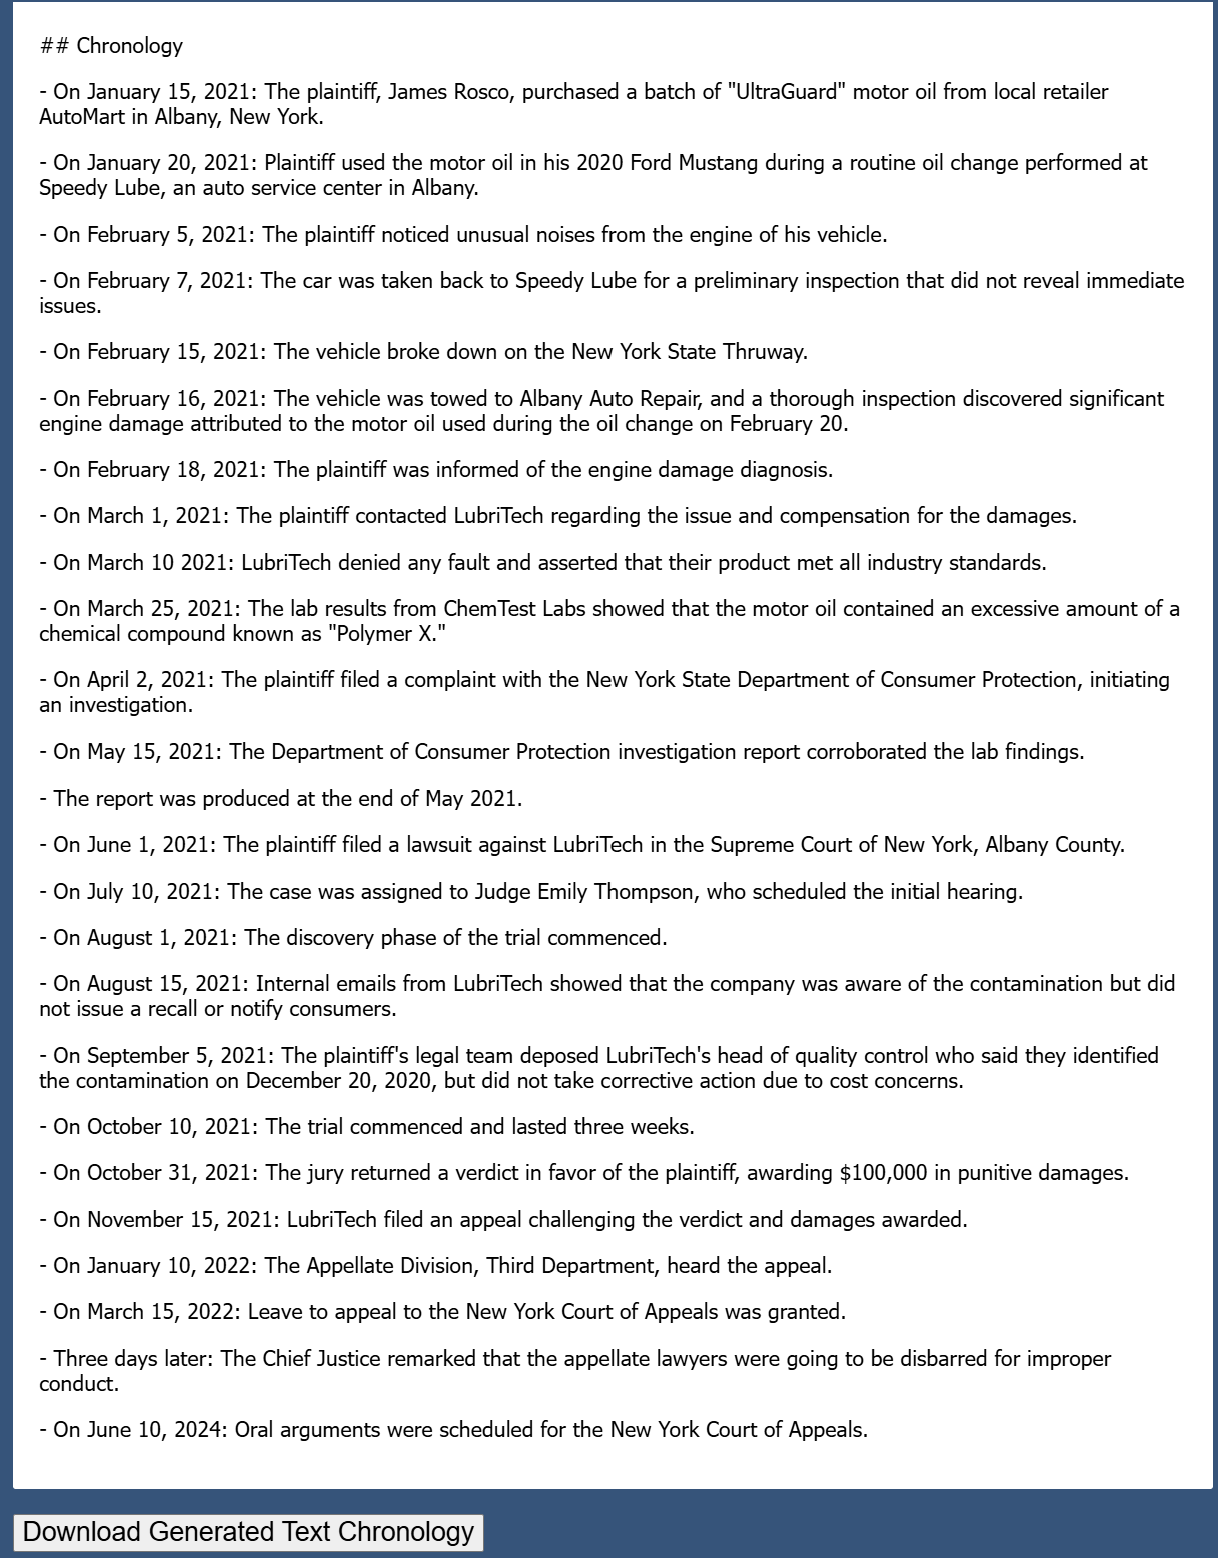 ## Chronology
- On January 15, 2021: The plaintiff, James Rosco, purchased a batch of "UltraGuard" motor oil from local retailer
AutoMart in Albany, New York.
- On January 20, 2021: Plaintiff used the motor oil in his 2020 Ford Mustang during a routine oil change performed at
Speedy Lube, an auto service center in Albany.
- On February 5, 2021: The plaintiff noticed unusual noises from the engine of his vehicle.
- On February 7, 2021: The car was taken back to Speedy Lube for a preliminary inspection that did not reveal immediate
issues.
- On February 15, 2021: The vehicle broke down on the New York State Thruway.
- On February 16, 2021: The vehicle was towed to Albany Auto Repair, and a thorough inspection discovered significant
engine damage attributed to the motor oil used during the oil change on February 20.
- On February 18, 2021: The plaintiff was informed of the engine damage diagnosis.
- On March 1, 2021: The plaintiff contacted LubriTech regarding the issue and compensation for the damages.
- On March 10 2021: LubriTech denied any fault and asserted that their product met all industry standards.
- On March 25, 2021: The lab results from ChemTest Labs showed that the motor oil contained an excessive amount of a
chemical compound known as "Polymer X."
- On April 2, 2021: The plaintiff filed a complaint with the New York State Department of Consumer Protection, initiating
an investigation.
- On May 15, 2021: The Department of Consumer Protection investigation report corroborated the lab findings.
- The report was produced at the end of May 2021.
- On June 1, 2021: The plaintiff filed a lawsuit against LubriTech in the Supreme Court of New York, Albany County.
- On July 10, 2021: The case was assigned to Judge Emily Thompson, who scheduled the initial hearing.
- On August 1, 2021: The discovery phase of the trial commenced.
- On August 15, 2021: Internal emails from LubriTech showed that the company was aware of the contamination but did
not issue a recall or notify consumers.
- On September 5, 2021: The plaintiff's legal team deposed LubriTech's head of quality control who said they identified
the contamination on December 20, 2020, but did not take corrective action due to cost concerns.
- On October 10, 2021: The trial commenced and lasted three weeks.
- On October 31, 2021: The jury returned a verdict in favor of the plaintiff, awarding $100,000 in punitive damages.
- On November 15, 2021: LubriTech filed an appeal challenging the verdict and damages awarded.
- On January 10, 2022: The Appellate Division, Third Department, heard the appeal.
- On March 15, 2022: Leave to appeal to the New York Court of Appeals was granted.
- Three days later: The Chief Justice remarked that the appellate lawyers were going to be disbarred for improper
conduct.
- On June 10, 2024: Oral arguments were scheduled for the New York Court of Appeals.
Download Generated Text Chronology